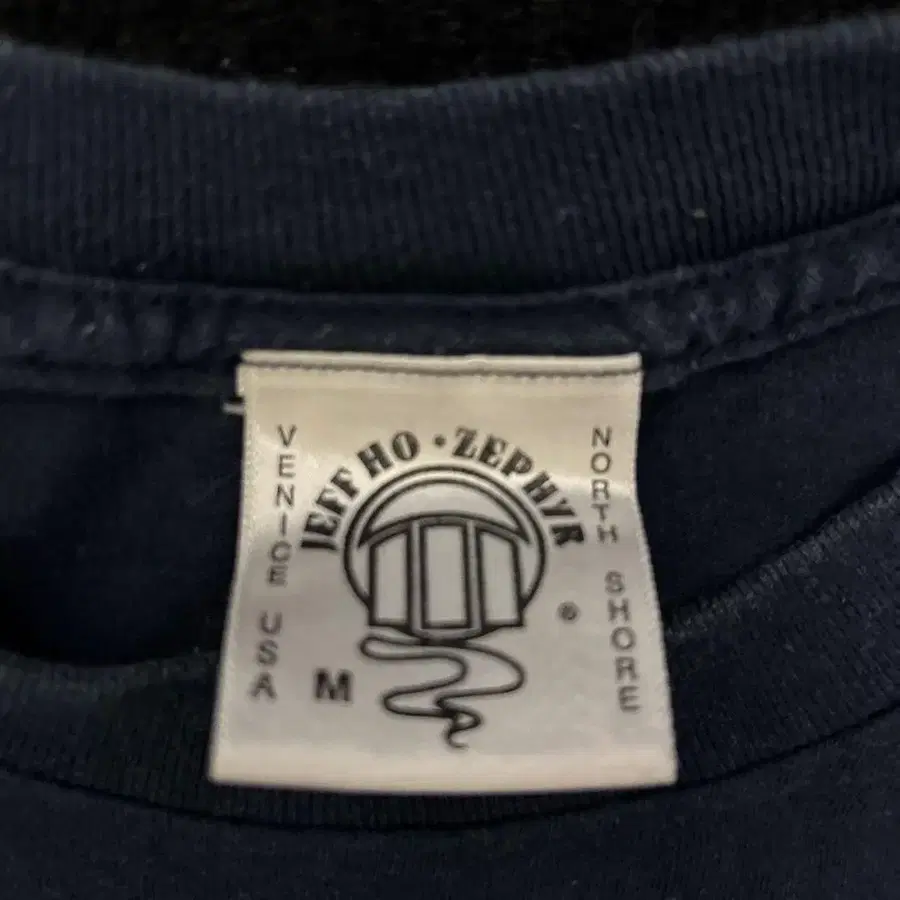 JEFF HO • ZEPHYR
VENICE USA
NORTH SHORE
®
M